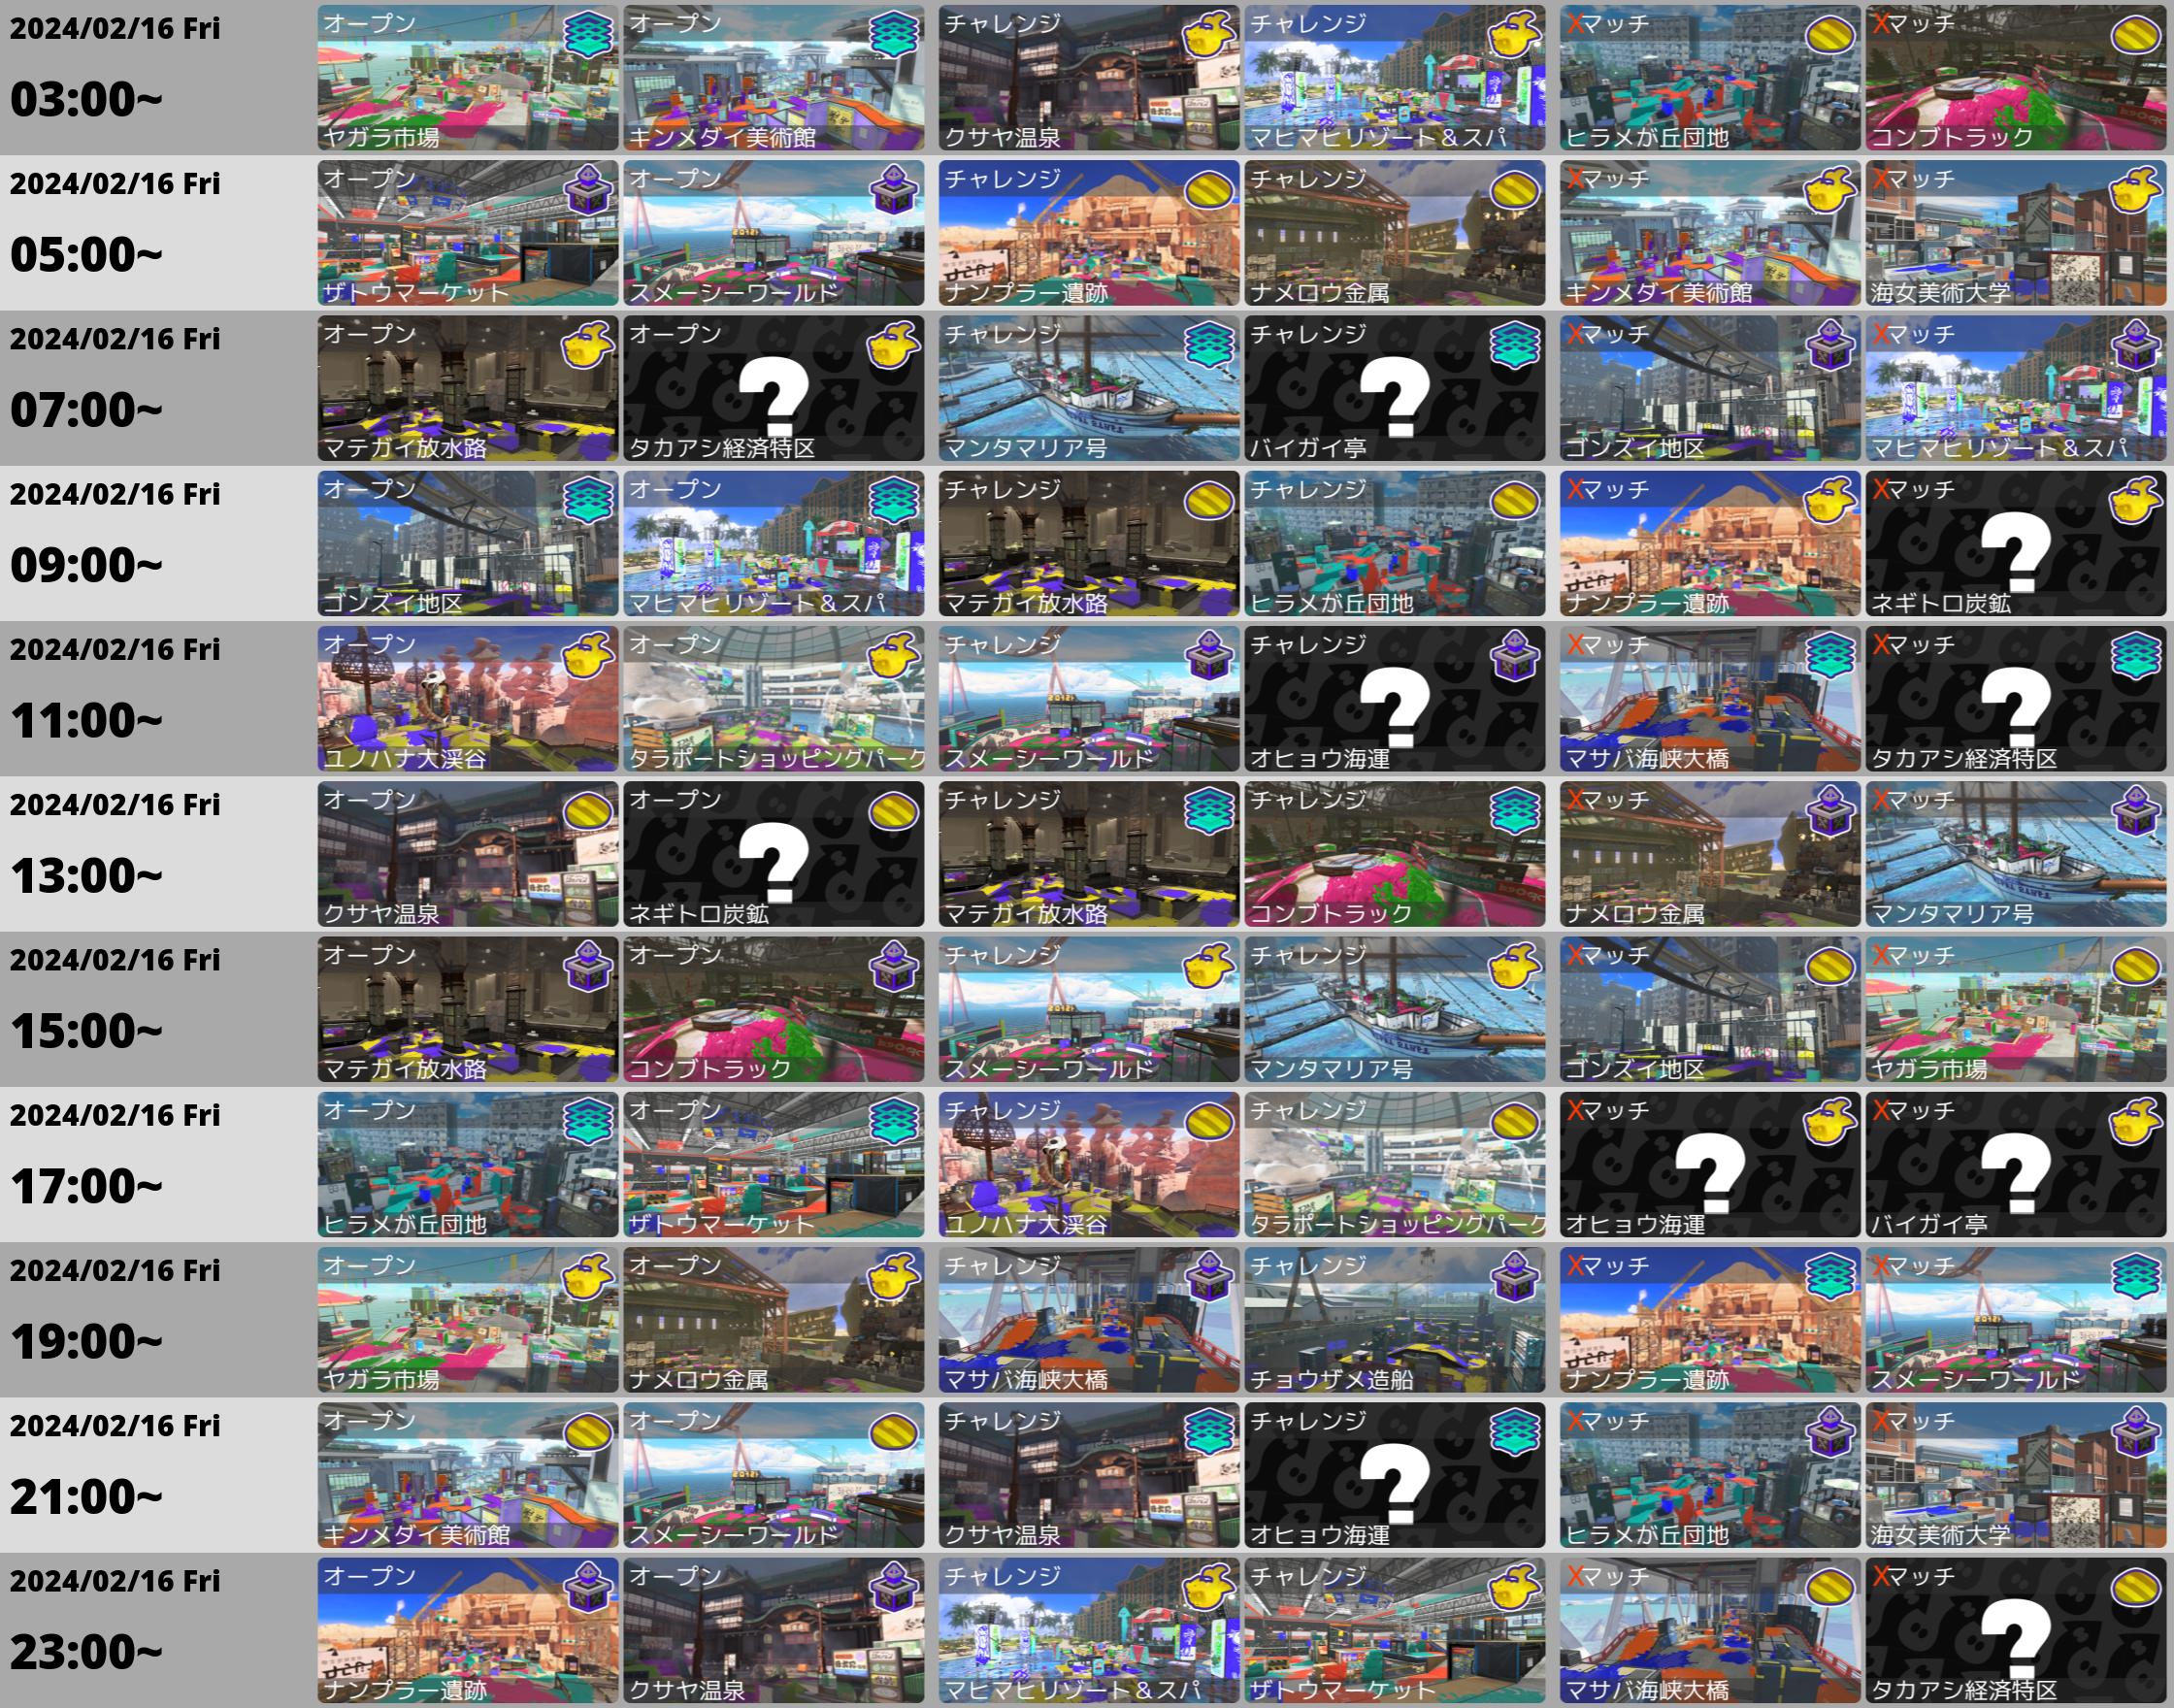 2024/02/16 Fri
03:00~
オープン
ヤガラ市場
オープン
キンメダイ美術館
チャレンジ
クサヤ温泉
チャレンジ
マヒマヒリゾート＆スパ
Xマッチ
ヒラメが丘団地
Xマッチ
コンブトラック
2024/02/16 Fri
05:00~
オープン
ザトウマーケット
オープン
スメーシーワールド
チャレンジ
ナンプラー遺跡
チャレンジ
ナメロウ金属
Xマッチ
キンメダイ美術館
Xマッチ
海女美術大学
2024/02/16 Fri
07:00~
オープン
マテガイ放水路
オープン
?
タカアシ経済特区
チャレンジ
マンタマリア号
チャレンジ
?
バイガイ亭
Xマッチ
ゴンズイ地区
Xマッチ
マヒマヒリゾート＆スパ
2024/02/16 Fri
09:00~
オープン
ゴンズイ地区
オープン
マヒマヒリゾート＆スパ
チャレンジ
マテガイ放水路
チャレンジ
ヒラメが丘団地
Xマッチ
ナンプラー遺跡
Xマッチ
?
ネギトロ炭鉱
2024/02/16 Fri
11:00~
オープン
ユノハナ大渓谷
オープン
タラポートショッピングパーク
チャレンジ
スメーシーワールド
チャレンジ
?
オヒョウ海運
Xマッチ
マサバ海峡大橋
Xマッチ
?
タカアシ経済特区
2024/02/16 Fri
13:00~
オープン
クサヤ温泉
オープン
?
ネギトロ炭鉱
チャレンジ
マテガイ放水路
チャレンジ
コンブトラック
Xマッチ
ナメロウ金属
Xマッチ
マンタマリア号
2024/02/16 Fri
15:00~
オープン
マテガイ放水路
オープン
コンブトラック
チャレンジ
スメーシーワールド
チャレンジ
マンタマリア号
Xマッチ
ゴンズイ地区
Xマッチ
ヤガラ市場
2024/02/16 Fri
17:00~
オープン
ヒラメが丘団地
オープン
ザトウマーケット
チャレンジ
ユノハナ大渓谷
チャレンジ
タラポートショッピングパーク
Xマッチ
?
オヒョウ海運
Xマッチ
?
バイガイ亭
2024/02/16 Fri
19:00~
オープン
ヤガラ市場
オープン
ナメロウ金属
チャレンジ
マサバ海峡大橋
チャレンジ
チョウザメ造船
Xマッチ
ナンプラー遺跡
Xマッチ
スメーシーワールド
2024/02/16 Fri
21:00~
オープン
キンメダイ美術館
オープン
スメーシーワールド
チャレンジ
クサヤ温泉
チャレンジ
?
オヒョウ海運
Xマッチ
ヒラメが丘団地
Xマッチ
海女美術大学
2024/02/16 Fri
23:00~
オープン
ナンプラー遺跡
オープン
クサヤ温泉
チャレンジ
マヒマヒリゾート＆スパ
チャレンジ
ザトウマーケット
Xマッチ
マサバ海峡大橋
Xマッチ
?
タカアシ経済特区